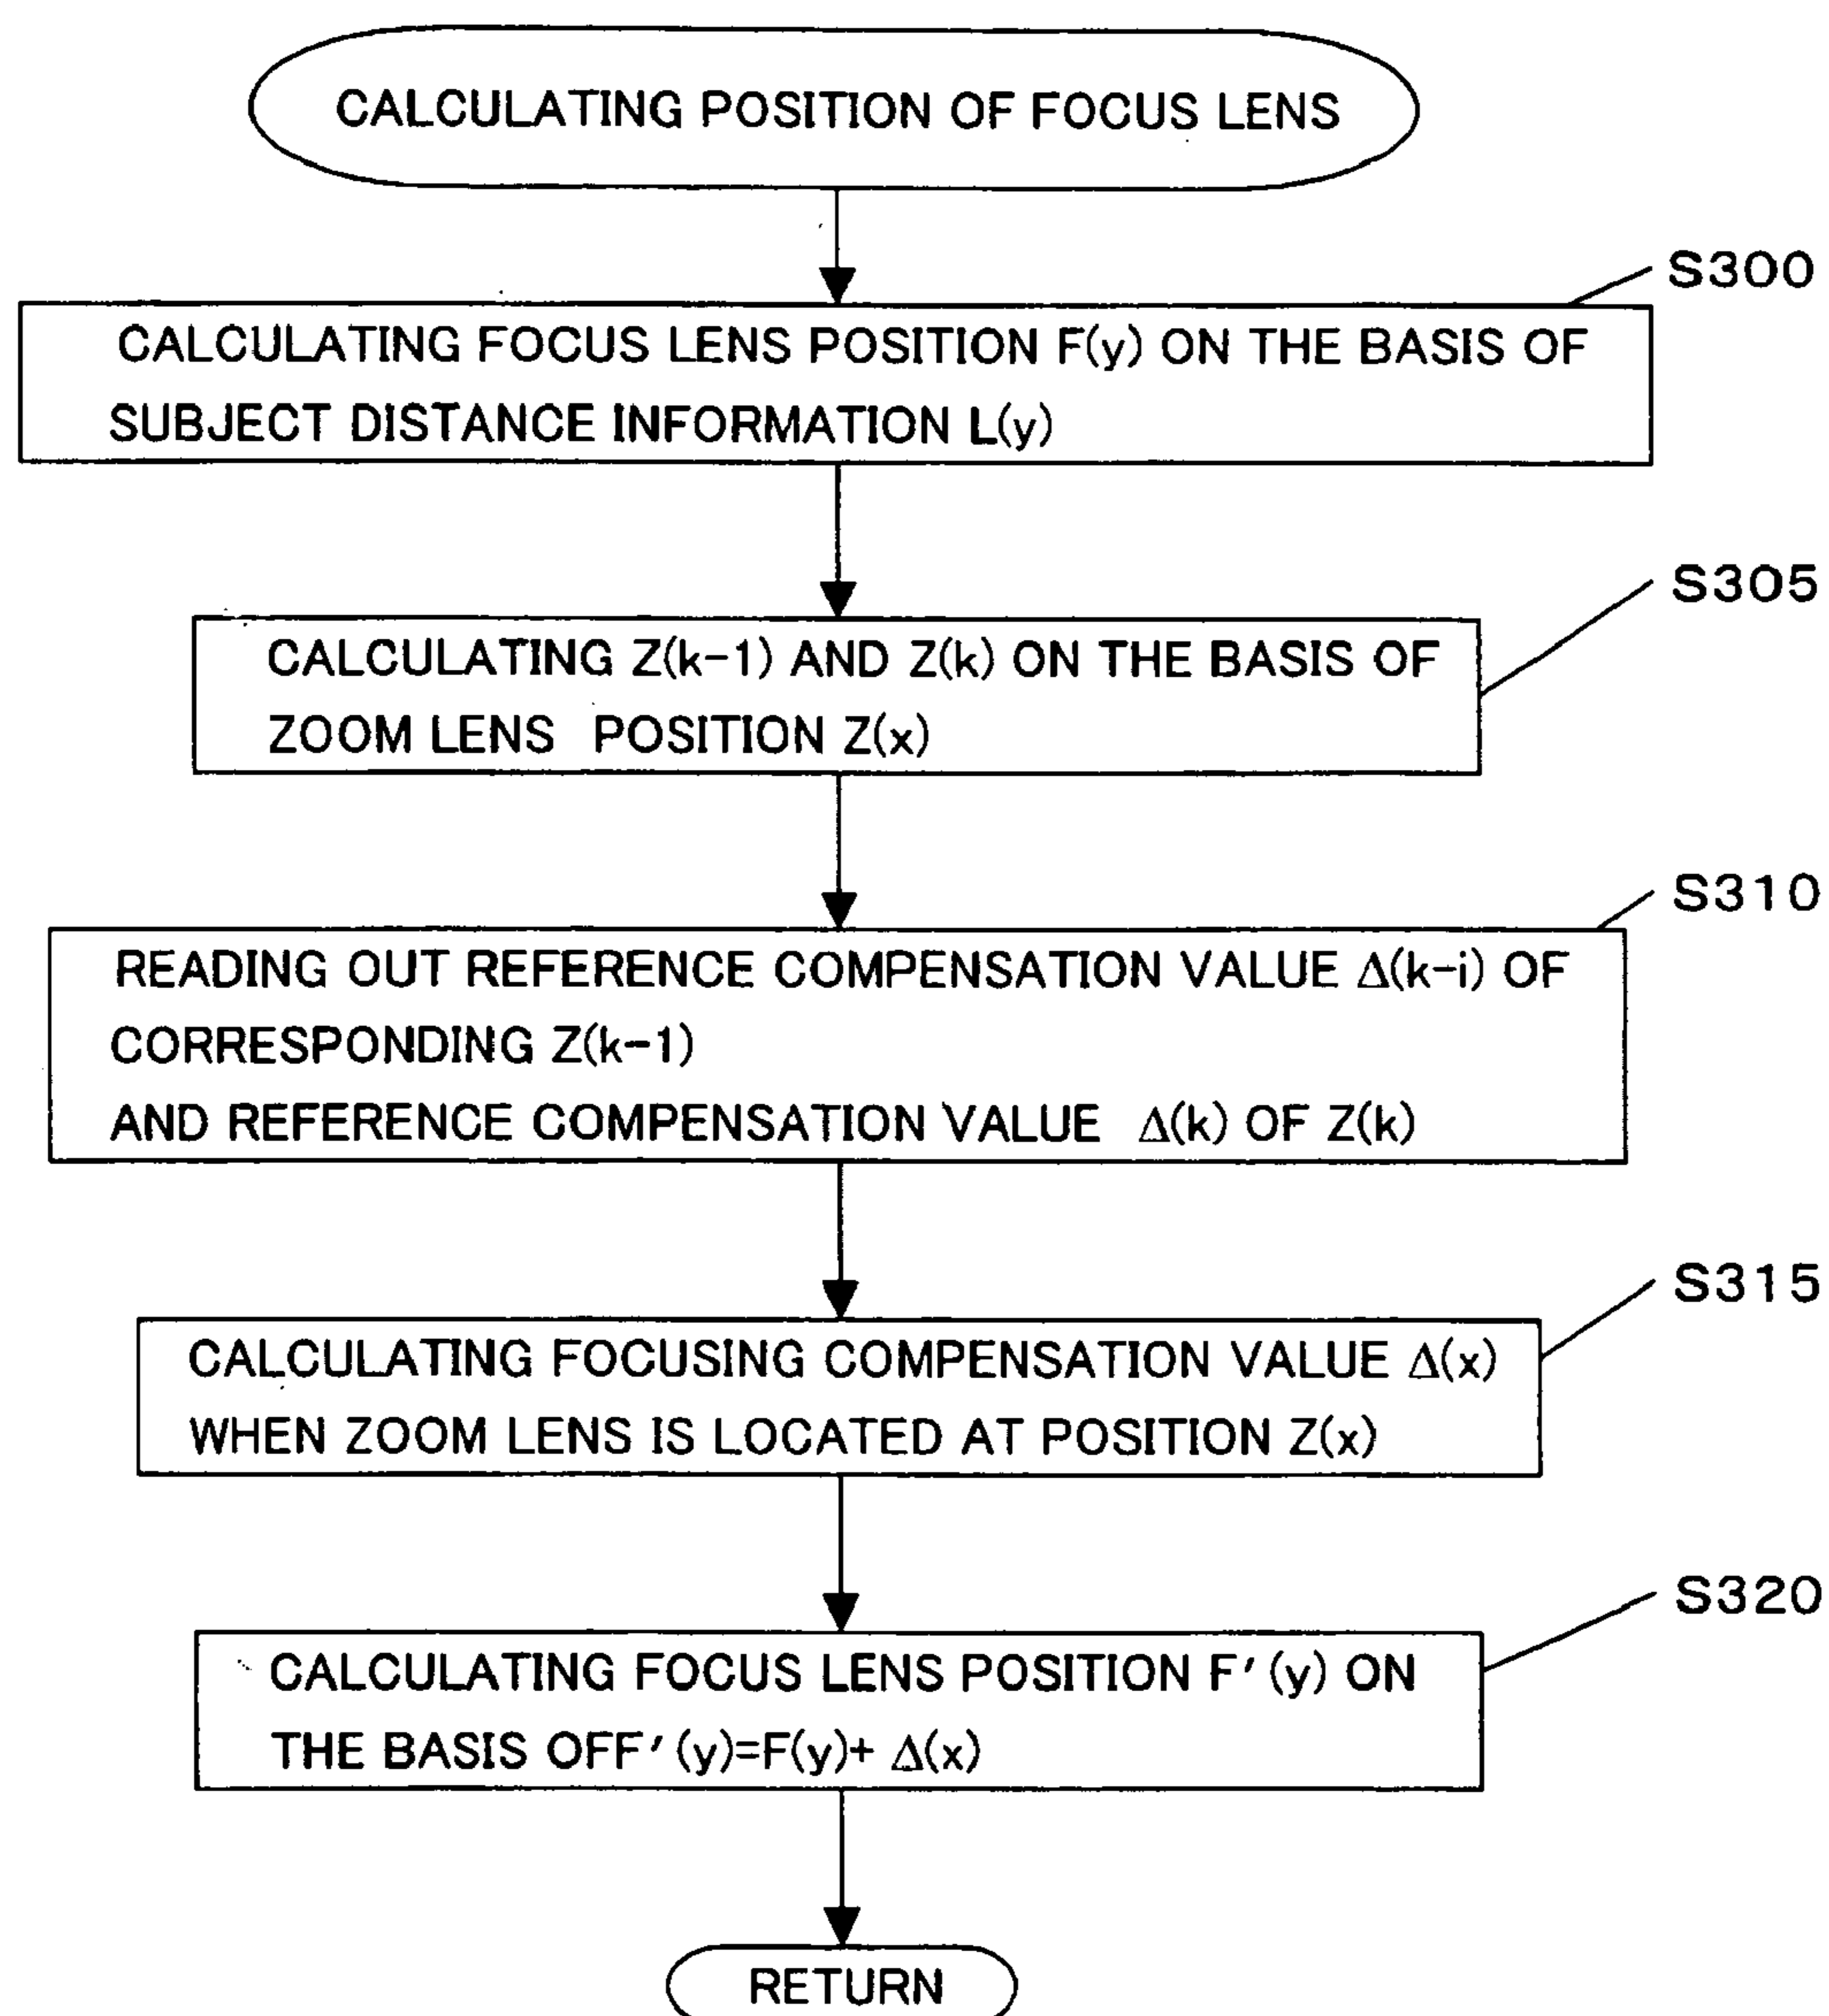 CALCULATING POSITION OF FOCUS LENS
S300
CALCULATING FOCUS LENS POSITION F(y) ON THE BASIS OF
SUBJECT DISTANCE INFORMATION L(y)
S305
CALCULATING Z(k-1) AND Z(k) ON THE BASIS OF
ZOOM LENS POSITION Z(x)
S310
READING OUT REFERENCE COMPENSATION VALUE Δ(k-i) OF
CORRESPONDING Z(k-1)
AND REFERENCE COMPENSATION VALUE Δ(k) OF Z(k)
S315
CALCULATING FOCUSING COMPENSATION VALUE Δ(x)
WHEN ZOOM LENS IS LOCATED AT POSITION Z(x)
S320
CALCULATING FOCUS LENS POSITION F'(y) ON
THE BASIS OFF'(y)=F(y)+ Δ(x)
RETURN